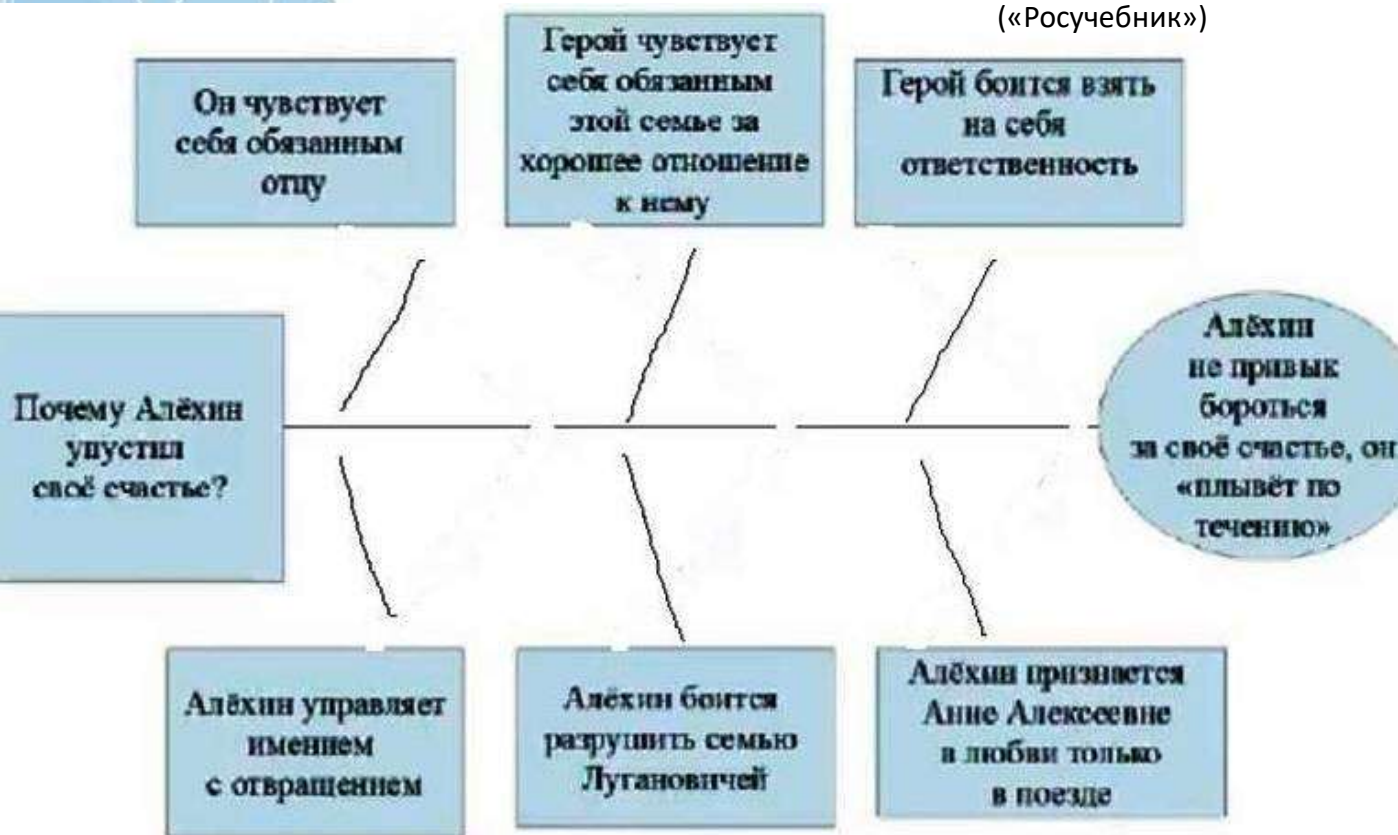 («Росучебник»)
Он чувствует
себя обязанным
отцу
Герой чувствует
себя обязанным
этой семье за
хорошее отношение
к нему
Герой боится взять
на себя
ответственность
Почему Алёхин
упустил
своё счастье?
Алёхин
не привык
бороться
за своё счастье, он
«плывёт по
течению»
Алёхин управляет
имением
с отвращением
Алёхин боится
разрушить семью
Лугановичей
Алёхин признается
Анне Алексеевне
в любви только
в поезде